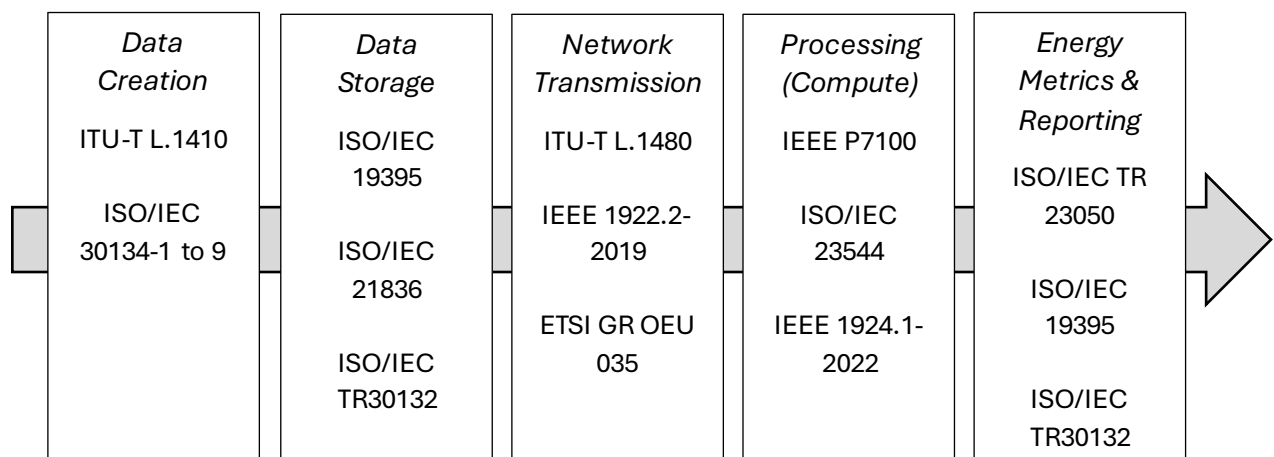 Data
Creation
ITU-T L.1410
ISO/IEC
30134-1 to 9
Data
Storage
ISO/IEC
19395
ISO/IEC
21836
ISO/IEC
TR30132
Network
Transmission
ITU-T L.1480
IEEE 1922.2-
2019
ETSI GR OEU
035
Processing
(Compute)
IEEE P7100
ISO/IEC
23544
IEEE 1924.1-
2022
Energy
Metrics &
Reporting
ISO/IEC TR
23050
ISO/IEC
19395
ISO/IEC
TR30132